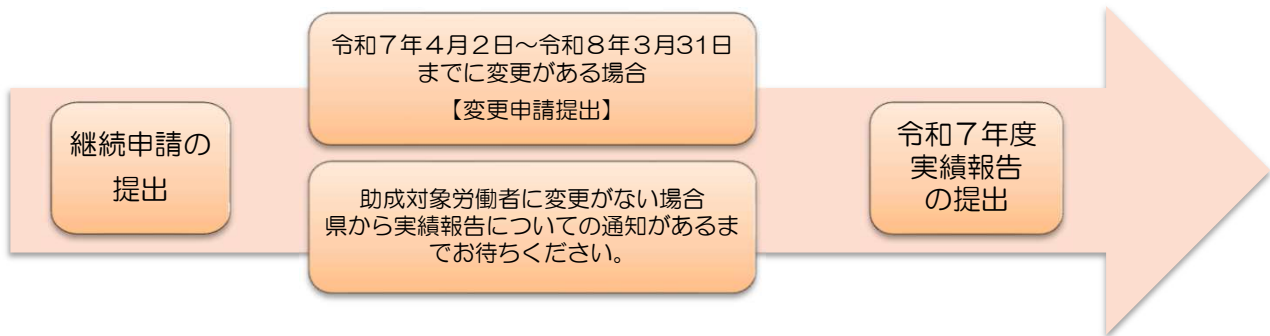 継続申請の
提出
令和７年４月２日～令和８年３月31日
までに変更がある場合
【変更申請提出】
助成対象労働者に変更がない場合
県から実績報告についての通知があるま
でお待ちください。
令和７年度
実績報告
の提出